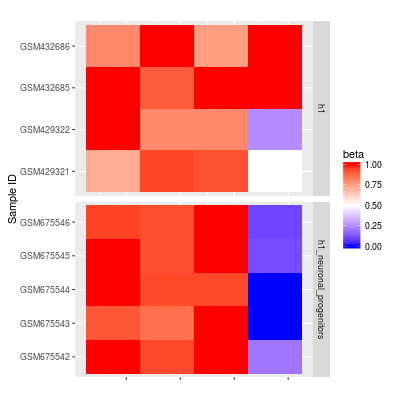 GSM432686
GSM432685
GSM429322
GSM429321
h1
GSM675546
GSM675545
GSM675544
GSM675543
GSM675542
h1_neuronal_progenitors
Sample ID
beta
1.00
0.75
0.50
0.25
0.00